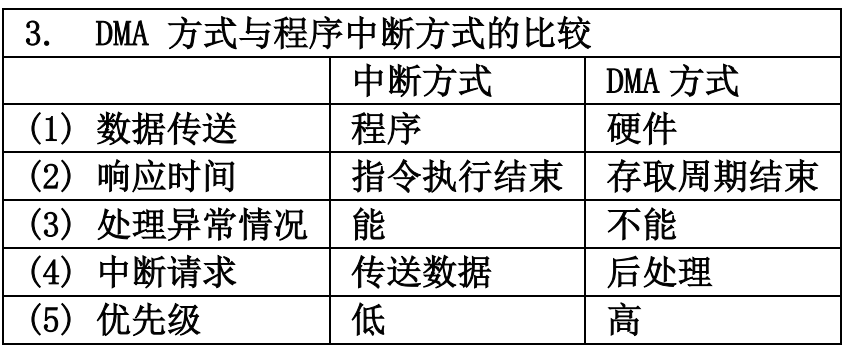 3. DMA 方式与程序中断方式的比较
中断方式 DMA 方式
(1) 数据传送 程序 硬件
(2) 响应时间 指令执行结束 存取周期结束
(3) 处理异常情况 能 不能
(4) 中断请求 传送数据 后处理
(5) 优先级 低 高